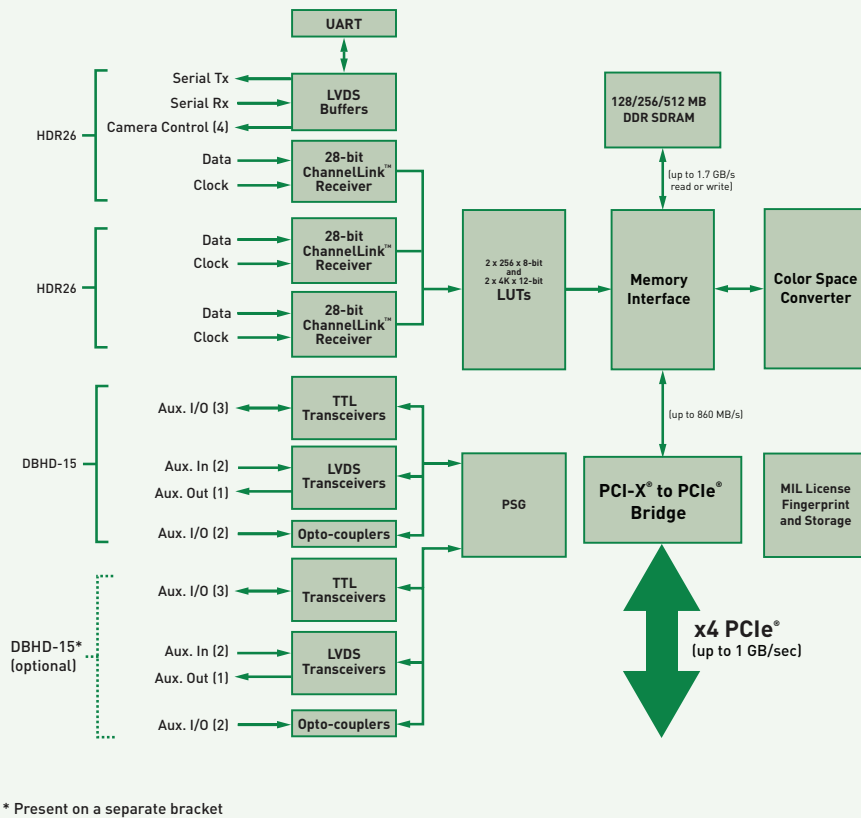 UART
HDR26
Serial Tx
Serial Rx
Camera Control (4)
LVDS
Buffers
Data
Clock
28-bit
ChannelLink™
Receiver
HDR26
Data
Clock
28-bit
ChannelLink™
Receiver
Data
Clock
28-bit
ChannelLink™
Receiver
2 x 256 x 8-bit
and
2 x 4K x 12-bit
LUTs
128/256/512 MB
DDR SDRAM
(up to 1.7 GB/s
read or write)
Memory
Interface
Color Space
Converter
(up to 860 MB/s)
DBHD-15
Aux. I/O (3)
TTL
Transceivers
Aux. In (2)
Aux. Out (1)
LVDS
Transceivers
Aux. I/O (2)
Opto-couplers
PSG
PCI-X® to PCIe®
Bridge
MIL License
Fingerprint
and Storage
DBHD-15*
(optional)
Aux. I/O (3)
TTL
Transceivers
Aux. In (2)
Aux. Out (1)
LVDS
Transceivers
Aux. I/O (2)
Opto-couplers
x4 PCIe®
(up to 1 GB/sec)
* Present on a separate bracket